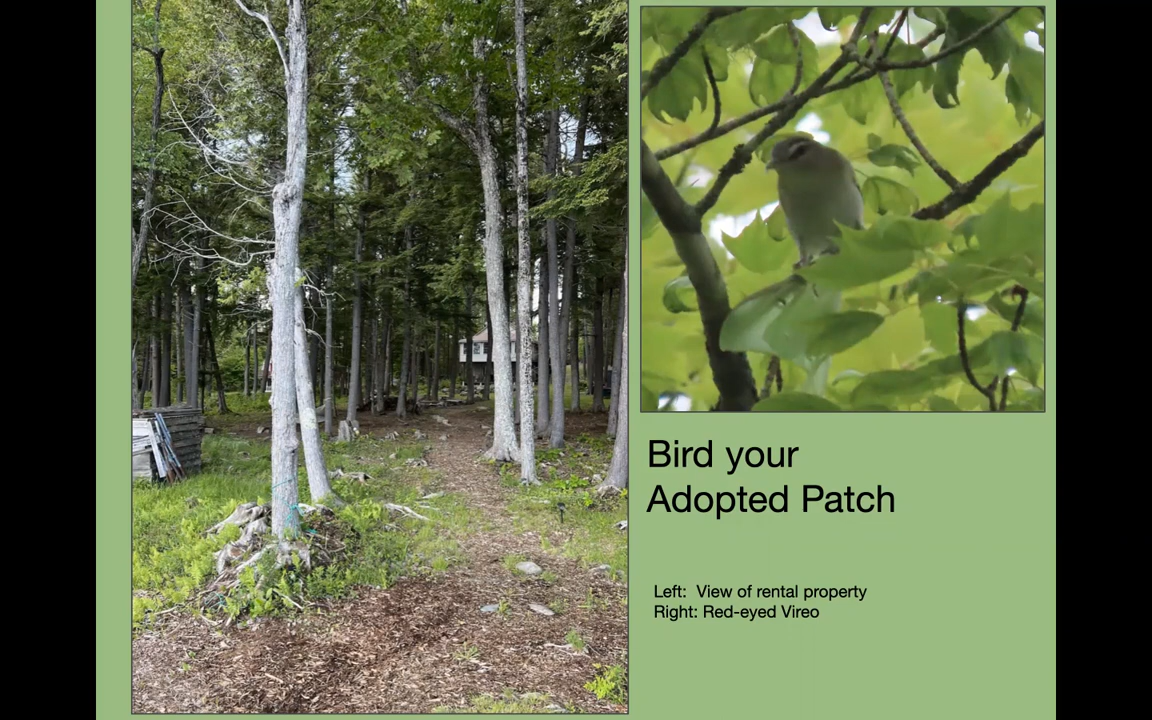 Bird your
Adopted Patch
Left:  View of rental property
Right: Red-eyed Vireo